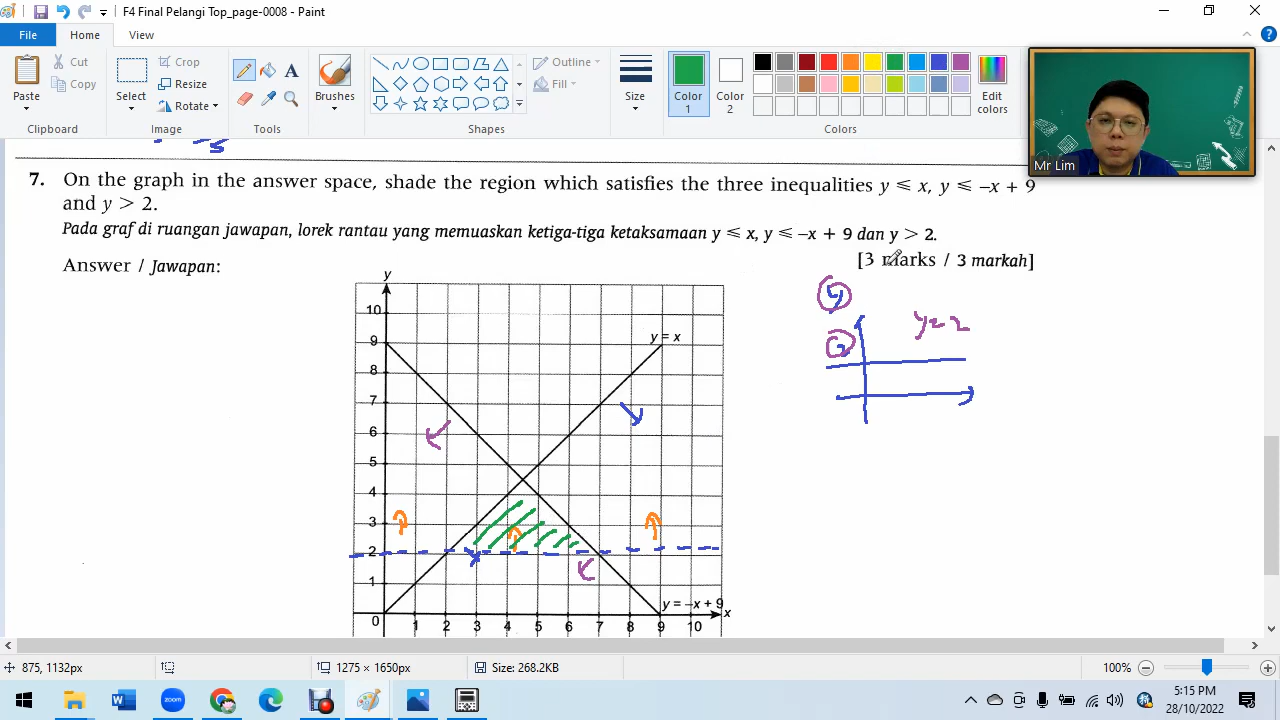 F4 Final Pelangi Top_page-0008 - Paint
File
Home
View
Paste
Cut
Copy
Clipboard
Select
Crop
Resize
Rotate
Image
A
Tools
Brushes
Outline
Fill
Shapes
Size
Color 1
Color 2
Colors
Edit colors
Mr Lim
7. On the graph in the answer space, shade the region which satisfies the three inequalities y ⩽ x, y ⩽ –x + 9
and y > 2.
Pada graf di ruangan jawapan, lorek rantau yang memuaskan ketiga-tiga ketaksamaan y ⩽ x, y ⩽ –x + 9 dan y > 2.
[3 marks / 3 markah]
Answer / Jawapan:
y
10
9
8
7
6
5
4
3
2
1
0
1 2 3 4 5 6 7 8 9 10
x
y = x
y = –x + 9
y
2
y=2
875, 1132px
1275 × 1650px
Size: 268.2KB
100%
zoom
5:15 PM
28/10/2022